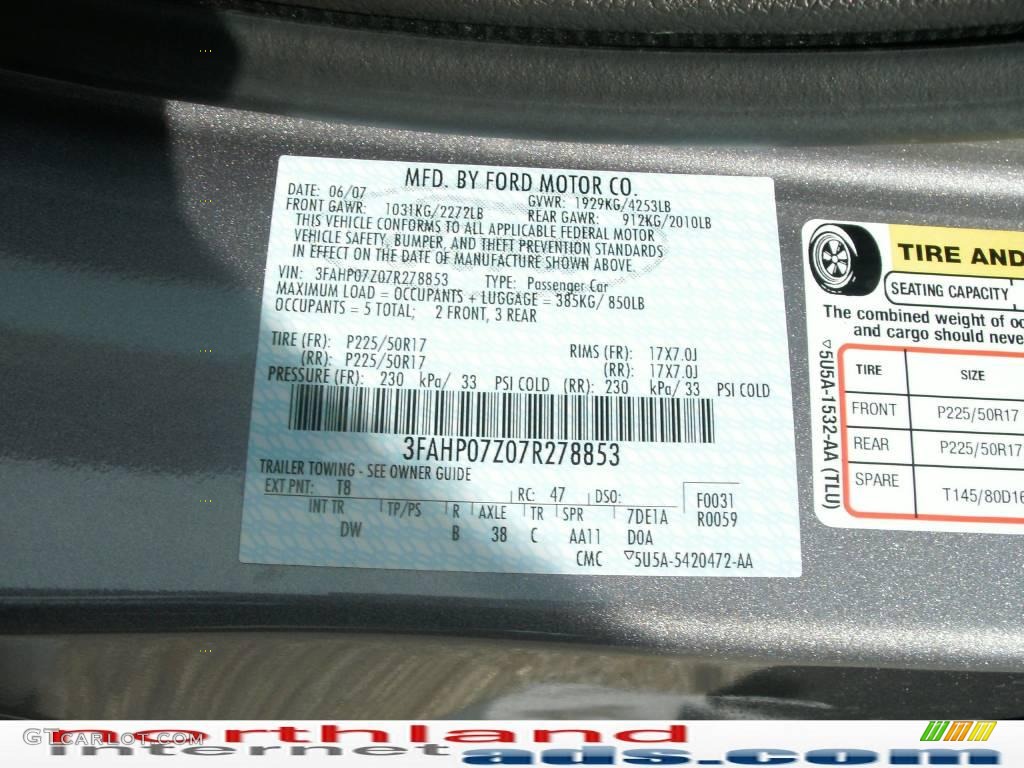 MFD. BY FORD MOTOR CO.
DATE: 06/07 GVWR: 1929KG/4253LB
FRONT GAWR: 1031KG/2272LB REAR GAWR: 912KG/2010LB
THIS VEHICLE CONFORMS TO ALL APPLICABLE FEDERAL MOTOR
VEHICLE SAFETY, BUMPER, AND THEFT PREVENTION STANDARDS
IN EFFECT ON THE DATE OF MANUFACTURE SHOWN ABOVE
VIN: 3FAHP07Z07R278853 TYPE: Passenger Car
MAXIMUM LOAD = OCCUPANTS + LUGGAGE = 385KG/ 850LB
OCCUPANTS = 5 TOTAL; 2 FRONT, 3 REAR
TIRE (FR): P225/50R17 RIMS (FR): 17X7.0J
(RR): P225/50R17 (RR): 17X7.0J
PRESSURE (FR): 230 kPa/ 33 PSI COLD (RR): 230 kPa/ 33 PSI COLD
3FAHP07Z07R278853
TRAILER TOWING - SEE OWNER GUIDE
EXT PNT: T8 RC: 47 DSO: F0031
INT TR TP/PS R AXLE TR SPR 7DE1A R0059
DW B 38 C AA11 D0A
CMC ▽5U5A-5420472-AA
TIRE AND
SEATING CAPACITY
The combined weight of oc
and cargo should neve
▽5U5A-1532-AA (TLU)
TIRE SIZE
FRONT P225/50R17
REAR P225/50R17
SPARE T145/80D16
GTcarlot.com
northland
internet ads.com